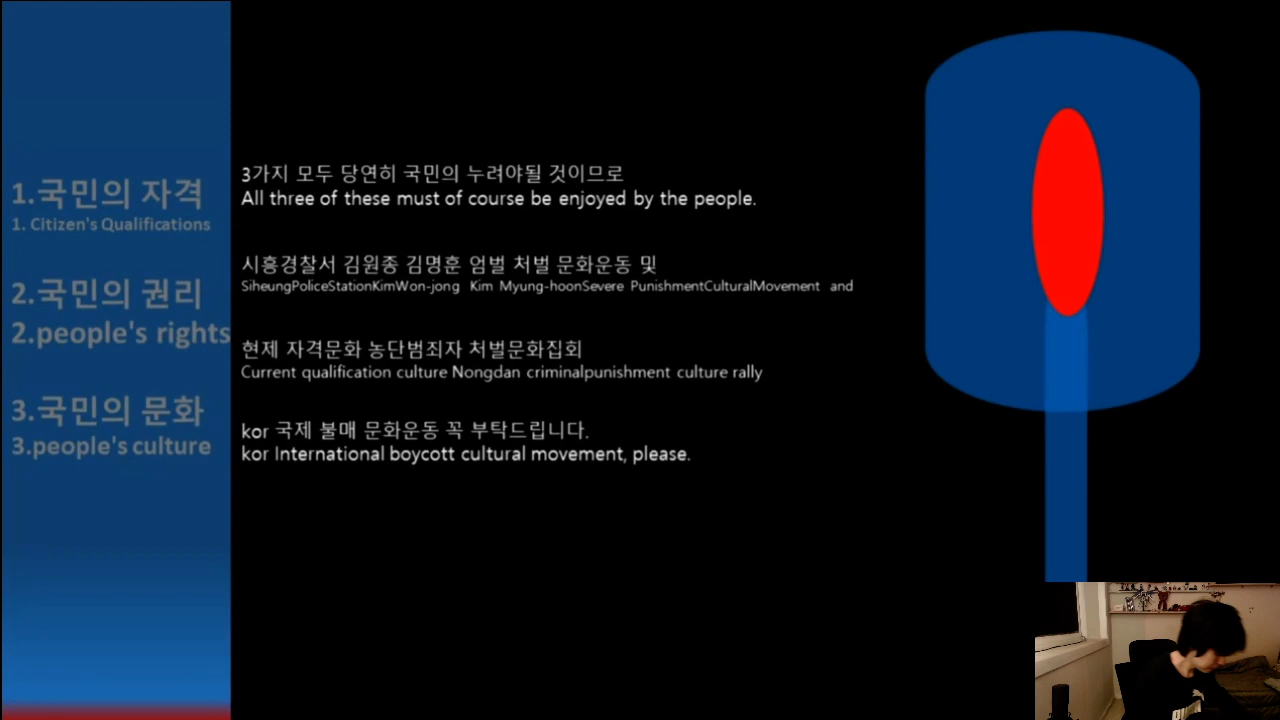 1.국민의 자격
1. Citizen's Qualifications
2.국민의 권리
2.people's rights
3.국민의 문화
3.people's culture
3가지 모두 당연히 국민의 누려야될 것이므로
All three of these must of course be enjoyed by the people.
시흥경찰서 김원종 김명훈 엄벌 처벌 문화운동 및
SiheungPoliceStationKimWon-jong Kim Myung-hoonSevere PunishmentCulturalMovement and
현제 자격문화 농단범죄자 처벌문화집회
Current qualification culture Nongdan criminalpunishment culture rally
kor 국제 불매 문화운동 꼭 부탁드립니다.
kor International boycott cultural movement, please.